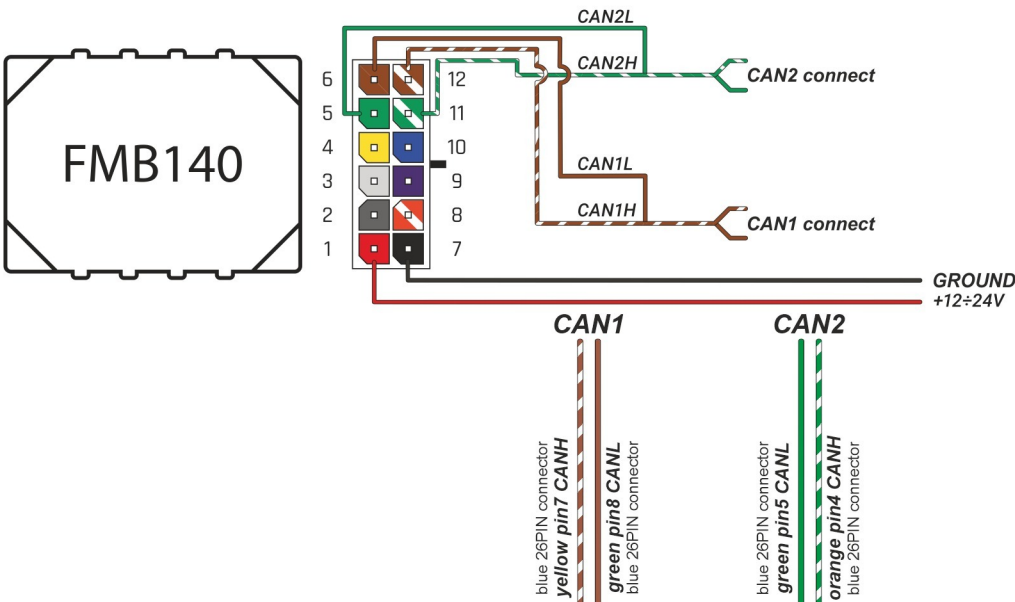 CAN2L
CAN2H
CAN2 connect
FMB140
6
12
5
11
4
10
3
9
2
8
1
7
CAN1L
CAN1H
CAN1 connect
GROUND
+12÷24V
CAN1
CAN2
blue 26PIN connector
yellow pin7 CANH
green pin8 CANL
blue 26PIN connector
blue 26PIN connector
green pin5 CANL
orange pin4 CANH
blue 26PIN connector